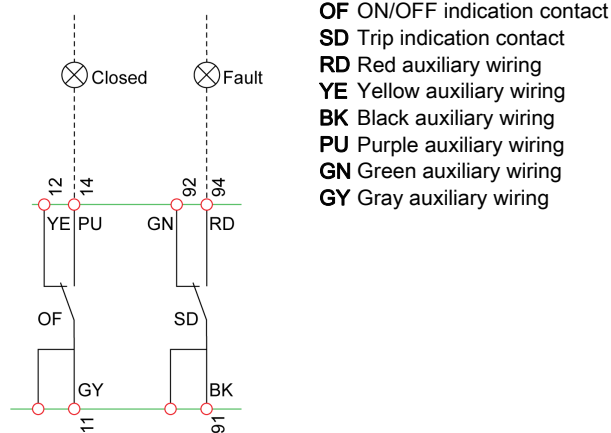 OF ON/OFF indication contact
SD Trip indication contact
RD Red auxiliary wiring
YE Yellow auxiliary wiring
BK Black auxiliary wiring
PU Purple auxiliary wiring
GN Green auxiliary wiring
GY Gray auxiliary wiring
Closed
Fault
12
14
92
94
YE
PU
GN
RD
OF
SD
GY
BK
11
91